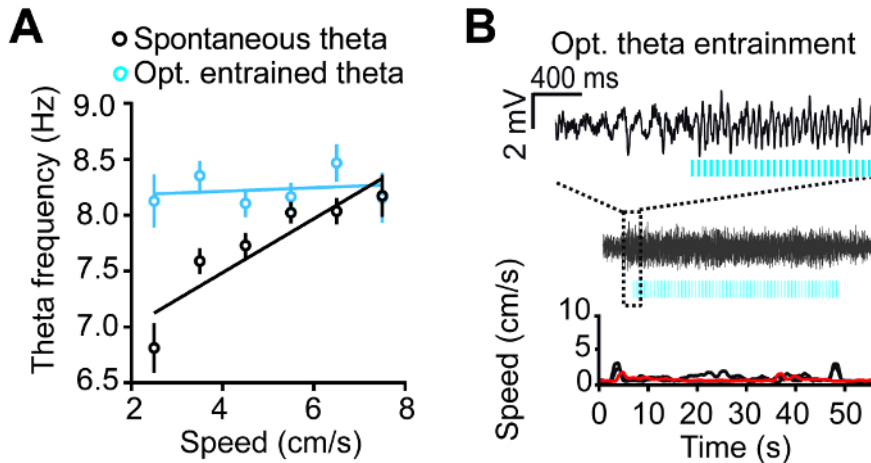 A
Spontaneous theta
Opt. entrained theta
Theta frequency (Hz)
9.0
8.5
8.0
7.5
7.0
6.5
2
4
6
8
Speed (cm/s)
B
Opt. theta entrainment
400 ms
2 mV
Speed (cm/s)
10
5
0
0
10
20
30
40
50
Time (s)